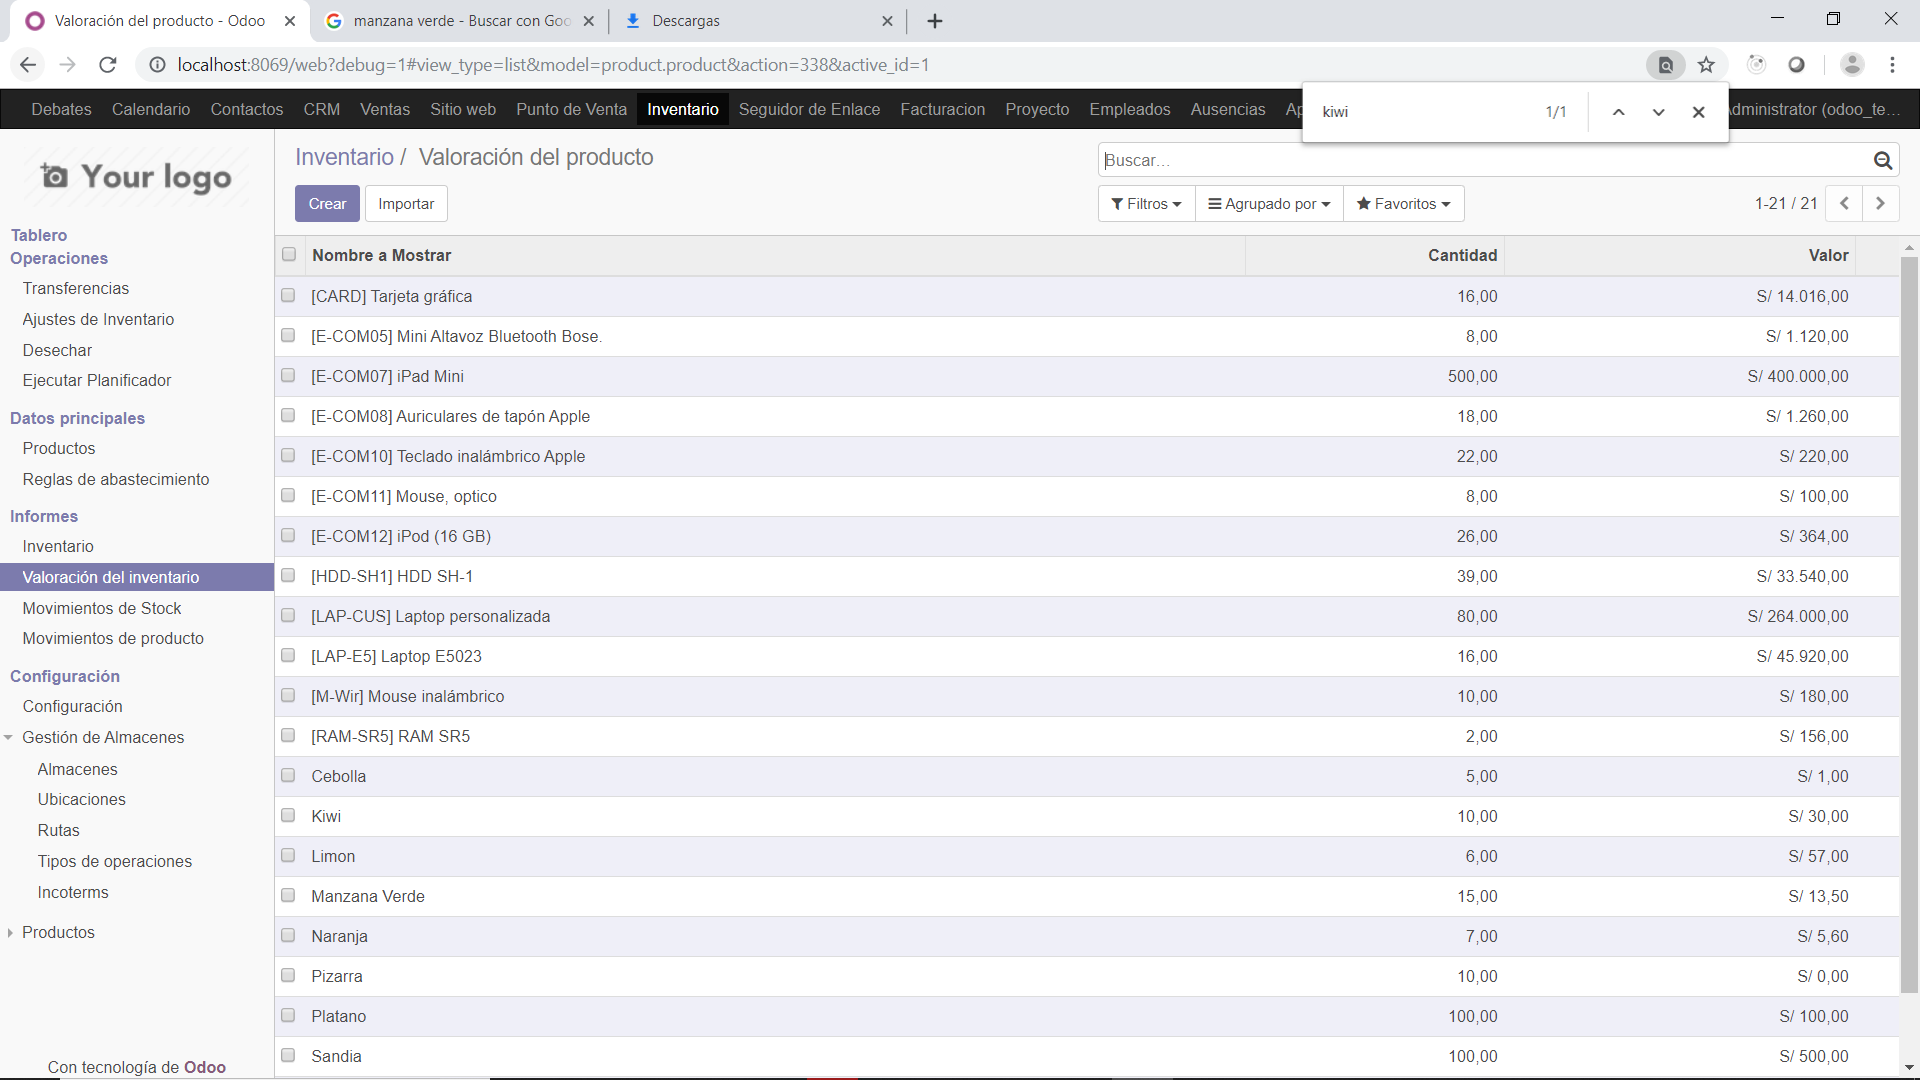 Valoración del producto - Odoo
manzana verde - Buscar con Goo
Descargas
localhost:8069/web?debug=1#view_type=list&model=product.product&action=338&active_id=1
kiwi 1/1
Debates Calendario Contactos CRM Ventas Sitio web Punto de Venta Inventario Seguidor de Enlace Facturacion Proyecto Empleados Ausencias Ap dministrator (odoo_te...
Your logo
Tablero
Operaciones
Transferencias
Ajustes de Inventario
Desechar
Ejecutar Planificador
Datos principales
Productos
Reglas de abastecimiento
Informes
Inventario
Valoración del inventario
Movimientos de Stock
Movimientos de producto
Configuración
Configuración
Gestión de Almacenes
Almacenes
Ubicaciones
Rutas
Tipos de operaciones
Incoterms
Productos
Con tecnología de Odoo
Inventario / Valoración del producto
Buscar...
Crear Importar
Filtros Agrupado por Favoritos
1-21 / 21
Nombre a Mostrar Cantidad Valor
[CARD] Tarjeta gráfica 16,00 S/ 14.016,00
[E-COM05] Mini Altavoz Bluetooth Bose. 8,00 S/ 1.120,00
[E-COM07] iPad Mini 500,00 S/ 400.000,00
[E-COM08] Auriculares de tapón Apple 18,00 S/ 1.260,00
[E-COM10] Teclado inalámbrico Apple 22,00 S/ 220,00
[E-COM11] Mouse, optico 8,00 S/ 100,00
[E-COM12] iPod (16 GB) 26,00 S/ 364,00
[HDD-SH1] HDD SH-1 39,00 S/ 33.540,00
[LAP-CUS] Laptop personalizada 80,00 S/ 264.000,00
[LAP-E5] Laptop E5023 16,00 S/ 45.920,00
[M-Wir] Mouse inalámbrico 10,00 S/ 180,00
[RAM-SR5] RAM SR5 2,00 S/ 156,00
Cebolla 5,00 S/ 1,00
Kiwi 10,00 S/ 30,00
Limon 6,00 S/ 57,00
Manzana Verde 15,00 S/ 13,50
Naranja 7,00 S/ 5,60
Pizarra 10,00 S/ 0,00
Platano 100,00 S/ 100,00
Sandia 100,00 S/ 500,00